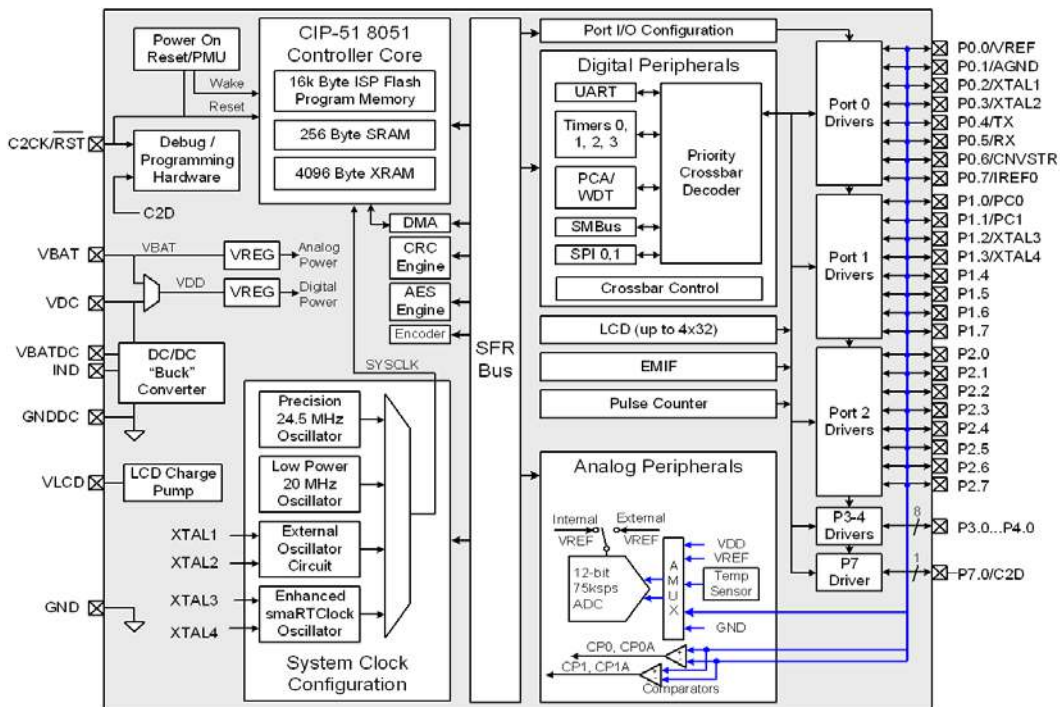 Power On
Reset/PMU
Wake
Reset
C2CK/RST
Debug /
Programming
Hardware
C2D
CIP-51 8051
Controller Core
16k Byte ISP Flash
Program Memory
256 Byte SRAM
4096 Byte XRAM
VBAT
VBAT
VREG
Analog
Power
VDC
VDD
VREG
Digital
Power
VBATDC
IND
DC/DC
"Buck"
Converter
GNDDC
VLCD
LCD Charge
Pump
GND
DMA
CRC
Engine
AES
Engine
Encoder
SYSCLK
Precision
24.5 MHz
Oscillator
Low Power
20 MHz
Oscillator
XTAL1
XTAL2
External
Oscillator
Circuit
XTAL3
XTAL4
Enhanced
smaRTClock
Oscillator
System Clock
Configuration
SFR
Bus
Port I/O Configuration
Digital Peripherals
UART
Timers 0,
1, 2, 3
PCA/
WDT
SMBus
SPI 0,1
Priority
Crossbar
Decoder
Crossbar Control
LCD (up to 4x32)
EMIF
Pulse Counter
Analog Peripherals
Internal
VREF
External
VREF
12-bit
75ksps
ADC
A
M
U
X
VDD
VREF
Temp
Sensor
GND
CP0, CP0A
CP1, CP1A
+
-
+
-
Comparators
Port 0
Drivers
Port 1
Drivers
Port 2
Drivers
P3-4
Drivers
P7
Driver
8
1
P0.0/VREF
P0.1/AGND
P0.2/XTAL1
P0.3/XTAL2
P0.4/TX
P0.5/RX
P0.6/CNVSTR
P0.7/IREF0
P1.0/PC0
P1.1/PC1
P1.2/XTAL3
P1.3/XTAL4
P1.4
P1.5
P1.6
P1.7
P2.0
P2.1
P2.2
P2.3
P2.4
P2.5
P2.6
P2.7
P3.0...P4.0
P7.0/C2D